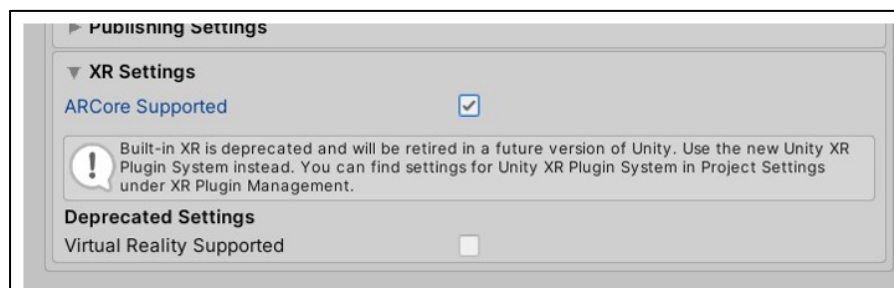 Publishing Settings
XR Settings
ARCore Supported
Built-in XR is deprecated and will be retired in a future version of Unity. Use the new Unity XR
Plugin System instead. You can find settings for Unity XR Plugin System in Project Settings
under XR Plugin Management.
Deprecated Settings
Virtual Reality Supported